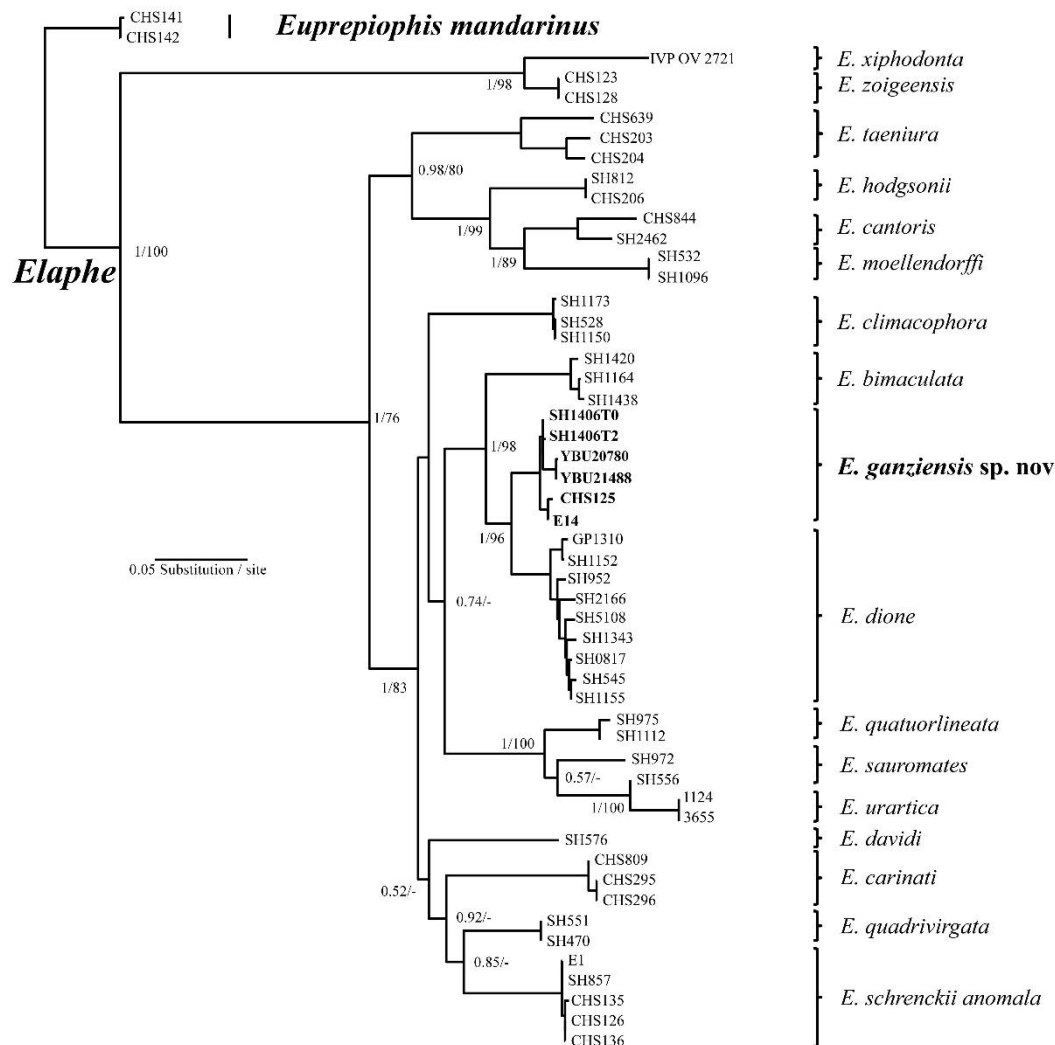 CHS141
CHS142
Euprepiophis mandarinus
IVP OV 2721
E. xiphodonta
CHS123
1/98
CHS128
E. zoigeensis
CHS639
CHS203
E. taeniura
CHS204
0.98/80
SH812
E. hodgsonii
CHS206
CHS844
1/99
E. cantoris
SH2462
1/100
SH532
1/89
E. moellendorffi
Elaphe
SH1096
SH1173
SH528
E. climacophora
SH1150
SH1420
SH1164
E. bimaculata
SH1438
SH1406T0
1/76
SH1406T2
1/98
YBU20780
E. ganziensis sp. nov
YBU21488
CHS125
E14
1/96
GP1310
SH1152
0.05 Substitution / site
SH952
0.74/-
SH2166
SH5108
E. dione
SH1343
SH0817
SH545
1/83
SH1155
SH975
E. quatuorlineata
SH1112
1/100
SH972
E. sauromates
0.57/-
SH556
1124
1/100
E. urartica
3655
SH576
E. davidi
CHS809
CHS295
E. carinati
0.52/-
CHS296
0.92/-
SH551
E. quadrivirgata
SH470
0.85/-
E1
SH857
CHS135
E. schrenckii anomala
CHS126
CHS136